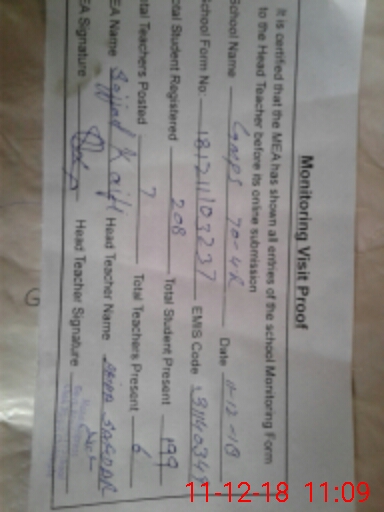 Monitoring Visit Proof
It is certified that the MEA has shown all entries of the school Monitoring Form
to the Head Teacher before its online submission
School Name GMPS 70-4R Date 11-12-18
School Form No:- EMIS Code
Total Student Registered 208 Total Student Present 199
Total Teachers Posted 7 Total Teachers Present 6
MEA Name Sajjad Head Teacher Name
MEA Signature Head Teacher Signature
11-12-18 11:09